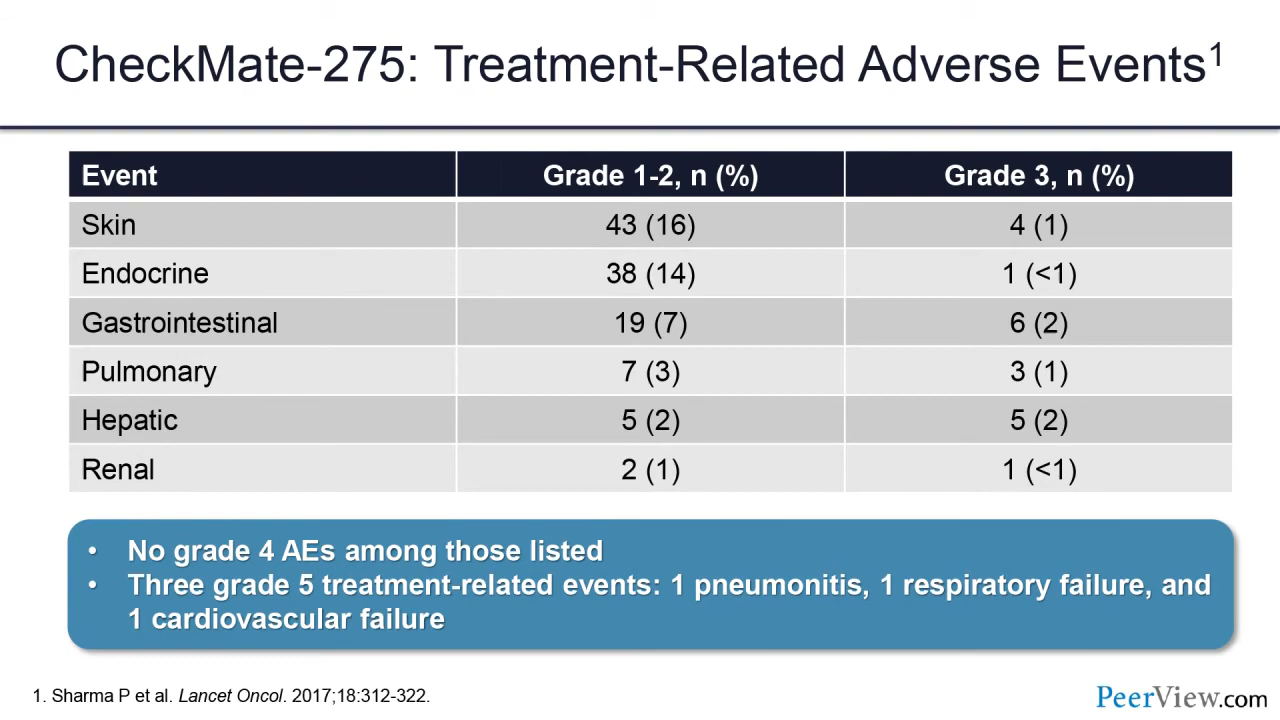 CheckMate-275: Treatment-Related Adverse Events1
Event Grade 1-2, n (%) Grade 3, n (%)
Skin 43 (16) 4 (1)
Endocrine 38 (14) 1 (<1)
Gastrointestinal 19 (7) 6 (2)
Pulmonary 7 (3) 3 (1)
Hepatic 5 (2) 5 (2)
Renal 2 (1) 1 (<1)
• No grade 4 AEs among those listed
• Three grade 5 treatment-related events: 1 pneumonitis, 1 respiratory failure, and
1 cardiovascular failure
1. Sharma P et al. Lancet Oncol. 2017;18:312-322.
PeerView.com